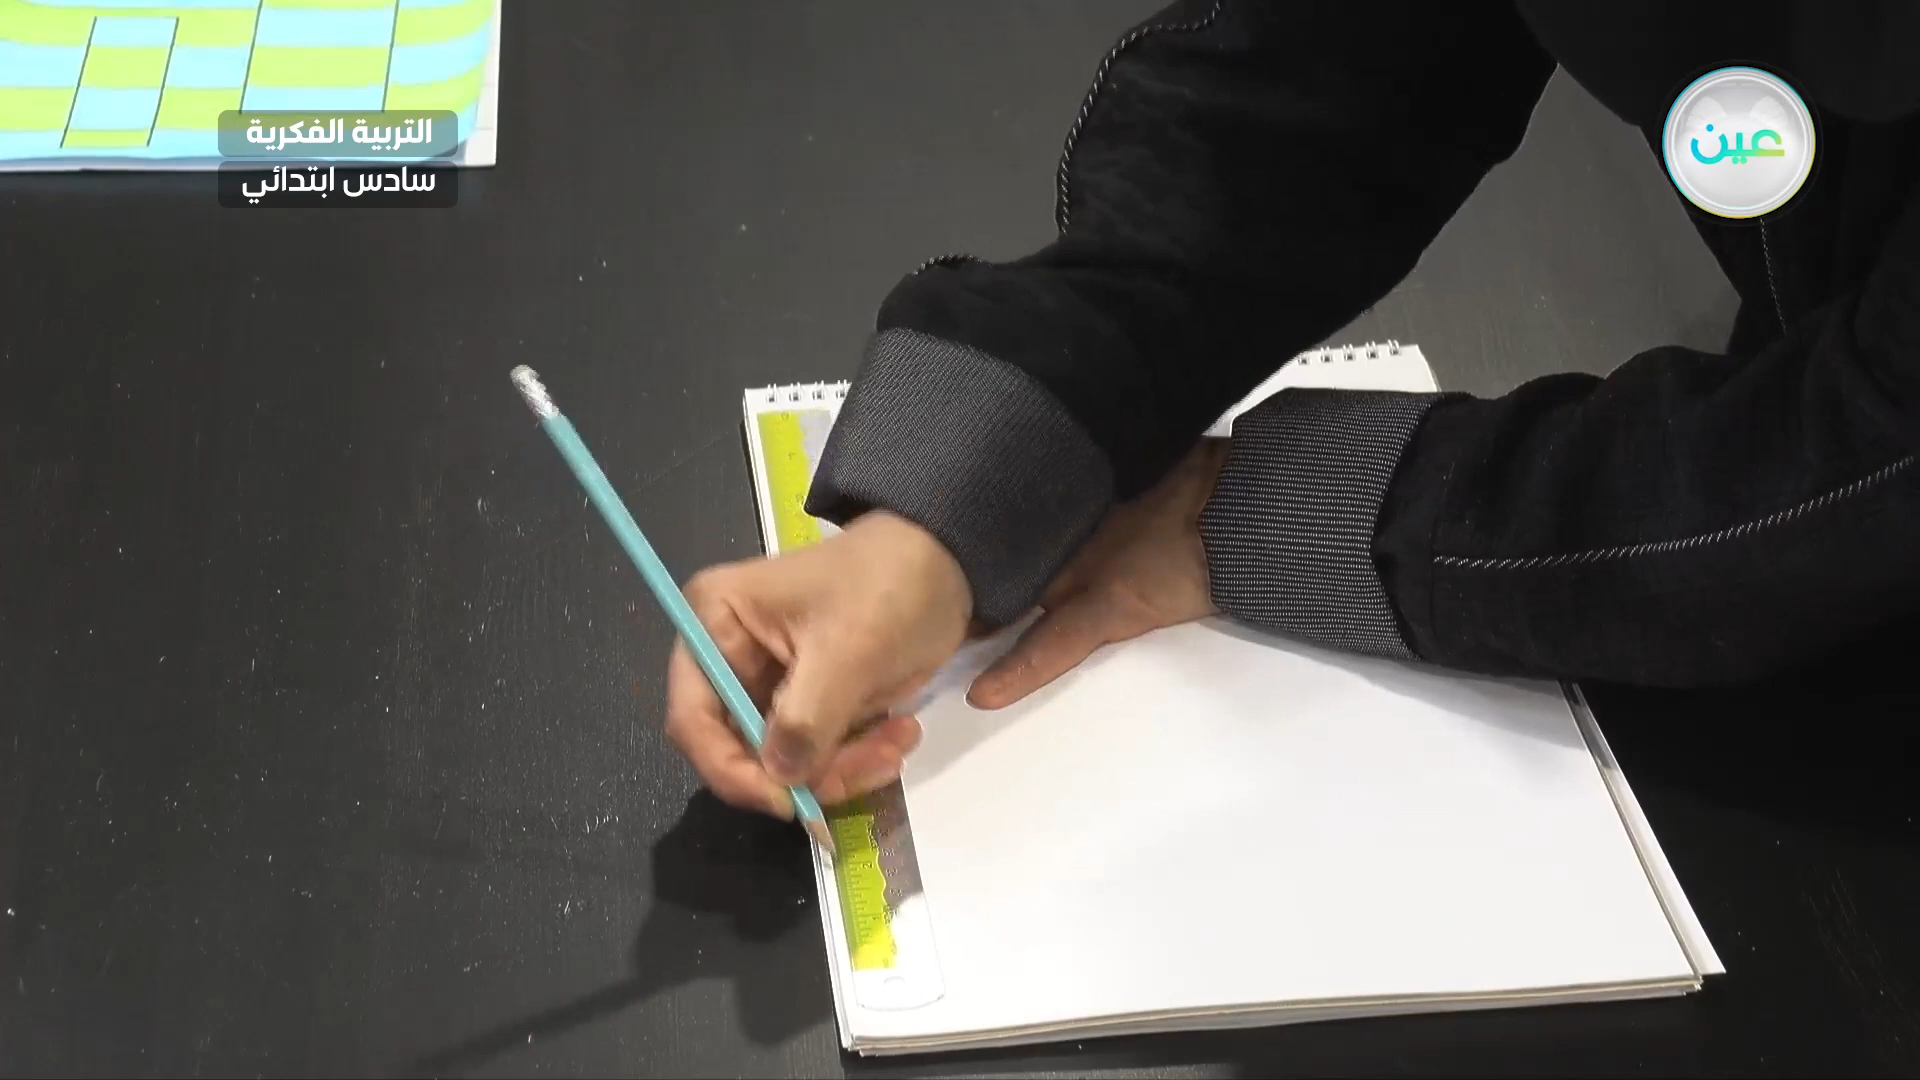 التربية الفكرية
سادس ابتدائي
عين